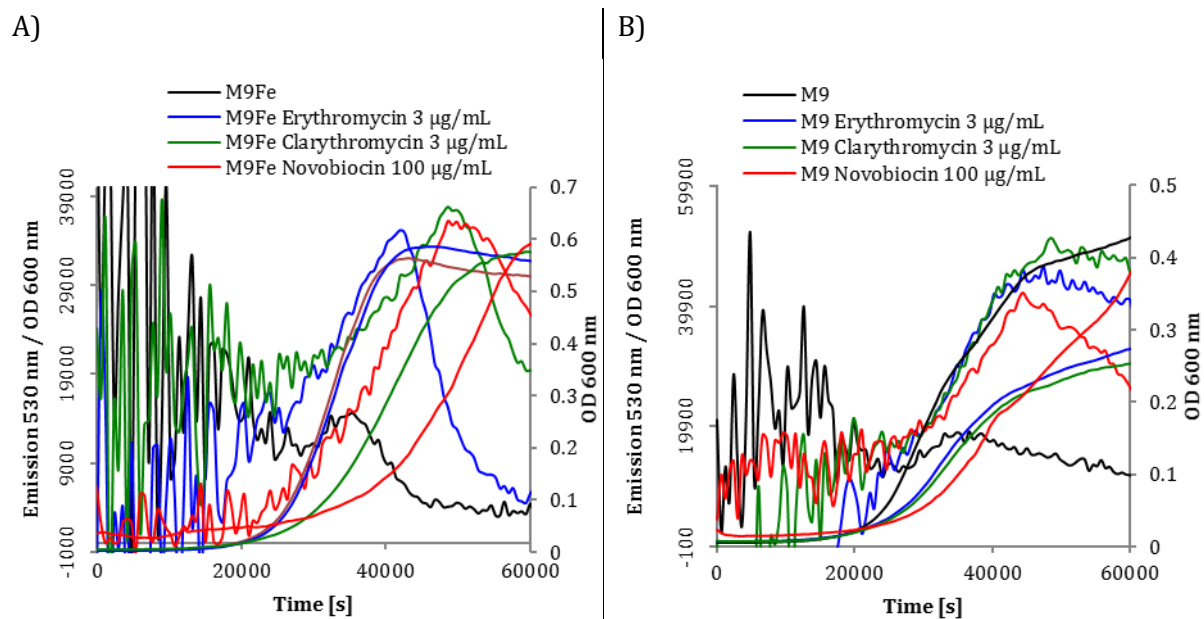 A)
M9Fe
M9Fe Erythromycin 3 µg/mL
M9Fe Clarythromycin 3 µg/mL
M9Fe Novobiocin 100 µg/mL
39000
29000
19000
9000
-1000
Emission 530 nm / OD 600 nm
0.7
0.6
0.5
0.4
0.3
0.2
0.1
0
OD 600 nm
0
20000
40000
60000
Time [s]
B)
M9
M9 Erythromycin 3 µg/mL
M9 Clarythromycin 3 µg/mL
M9 Novobiocin 100 µg/mL
59900
39900
19900
-100
Emission 530 nm / OD 600 nm
0.5
0.4
0.3
0.2
0.1
0
OD 600 nm
0
20000
40000
60000
Time [s]